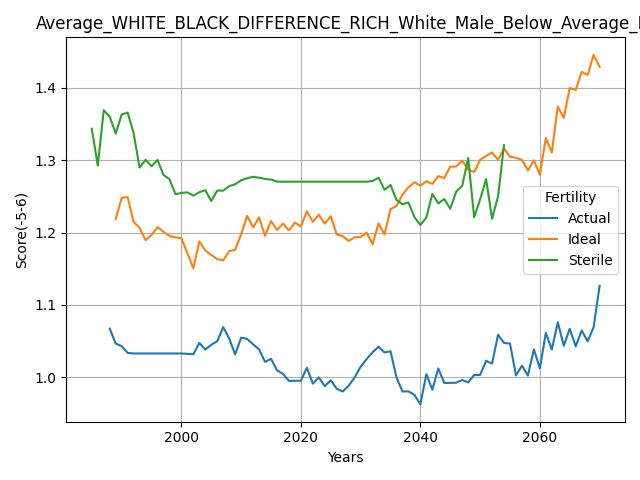 Average_WHITE_BLACK_DIFFERENCE_RICH_White_Male_Below_Average_
Score(-5-6)
1.4
1.3
1.2
1.1
1.0
2000
2020
2040
2060
Years
Fertility
Actual
Ideal
Sterile